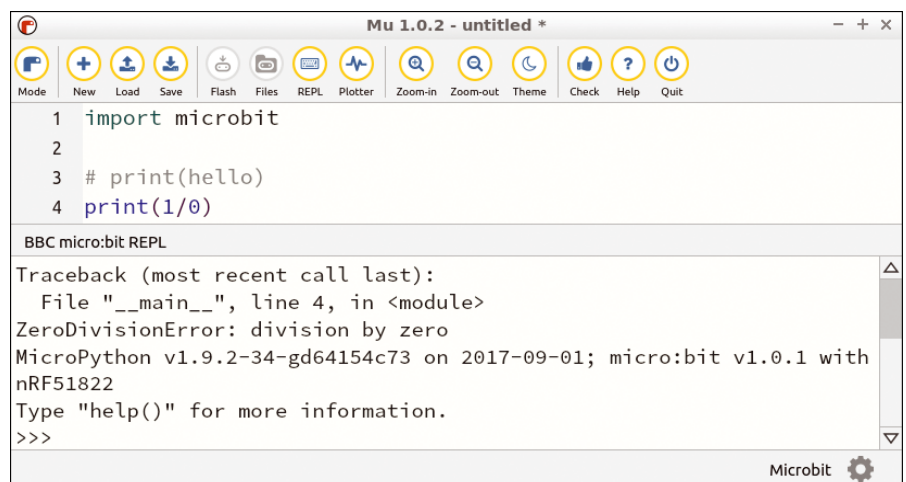 Mu 1.0.2 - untitled *
Mode New Load Save Flash Files REPL Plotter Zoom-in Zoom-out Theme Check Help Quit
1 import microbit
2
3 # print(hello)
4 print(1/0)
BBC micro:bit REPL
Traceback (most recent call last):
  File "__main__", line 4, in <module>
ZeroDivisionError: division by zero
MicroPython v1.9.2-34-gd64154c73 on 2017-09-01; micro:bit v1.0.1 with
nRF51822
Type "help()" for more information.
>>>
Microbit